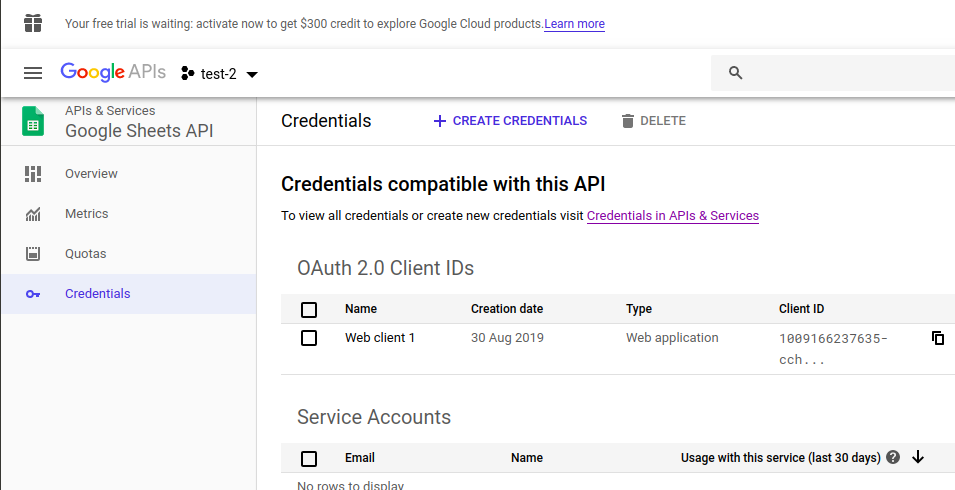 Your free trial is waiting: activate now to get $300 credit to explore Google Cloud products. Learn more
Google APIs test-2
APIs & Services
Google Sheets API
Credentials + CREATE CREDENTIALS DELETE
Overview
Metrics
Quotas
Credentials
Credentials compatible with this API
To view all credentials or create new credentials visit Credentials in APIs & Services
OAuth 2.0 Client IDs
Name Creation date Type Client ID
Web client 1 30 Aug 2019 Web application 1009166237635-
cch...
Service Accounts
Email Name Usage with this service (last 30 days) ?
No rows to display